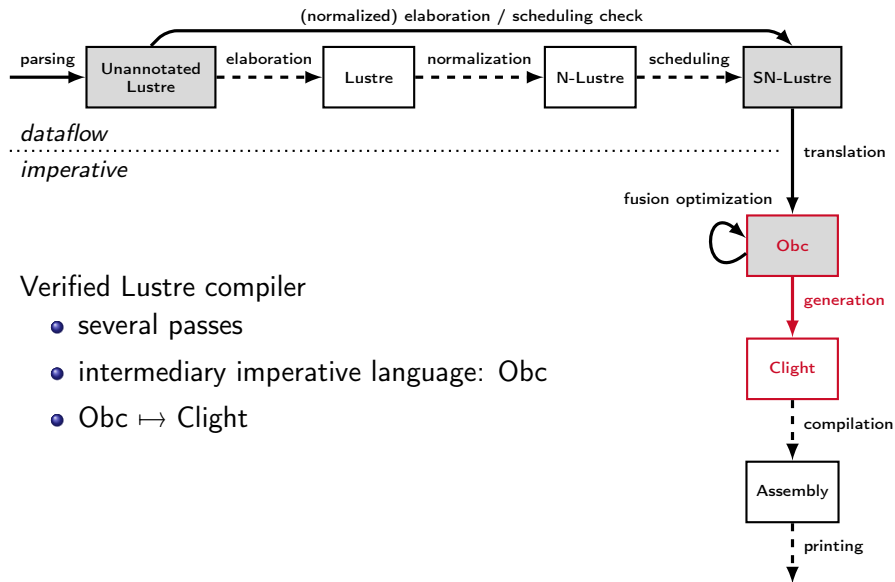 (normalized) elaboration / scheduling check
parsing
Unannotated
Lustre
elaboration
Lustre
normalization
N-Lustre
scheduling
SN-Lustre
dataflow
imperative
translation
fusion optimization
Obc
generation
Verified Lustre compiler
several passes
intermediary imperative language: Obc
Obc ↦ Clight
Clight
compilation
Assembly
printing